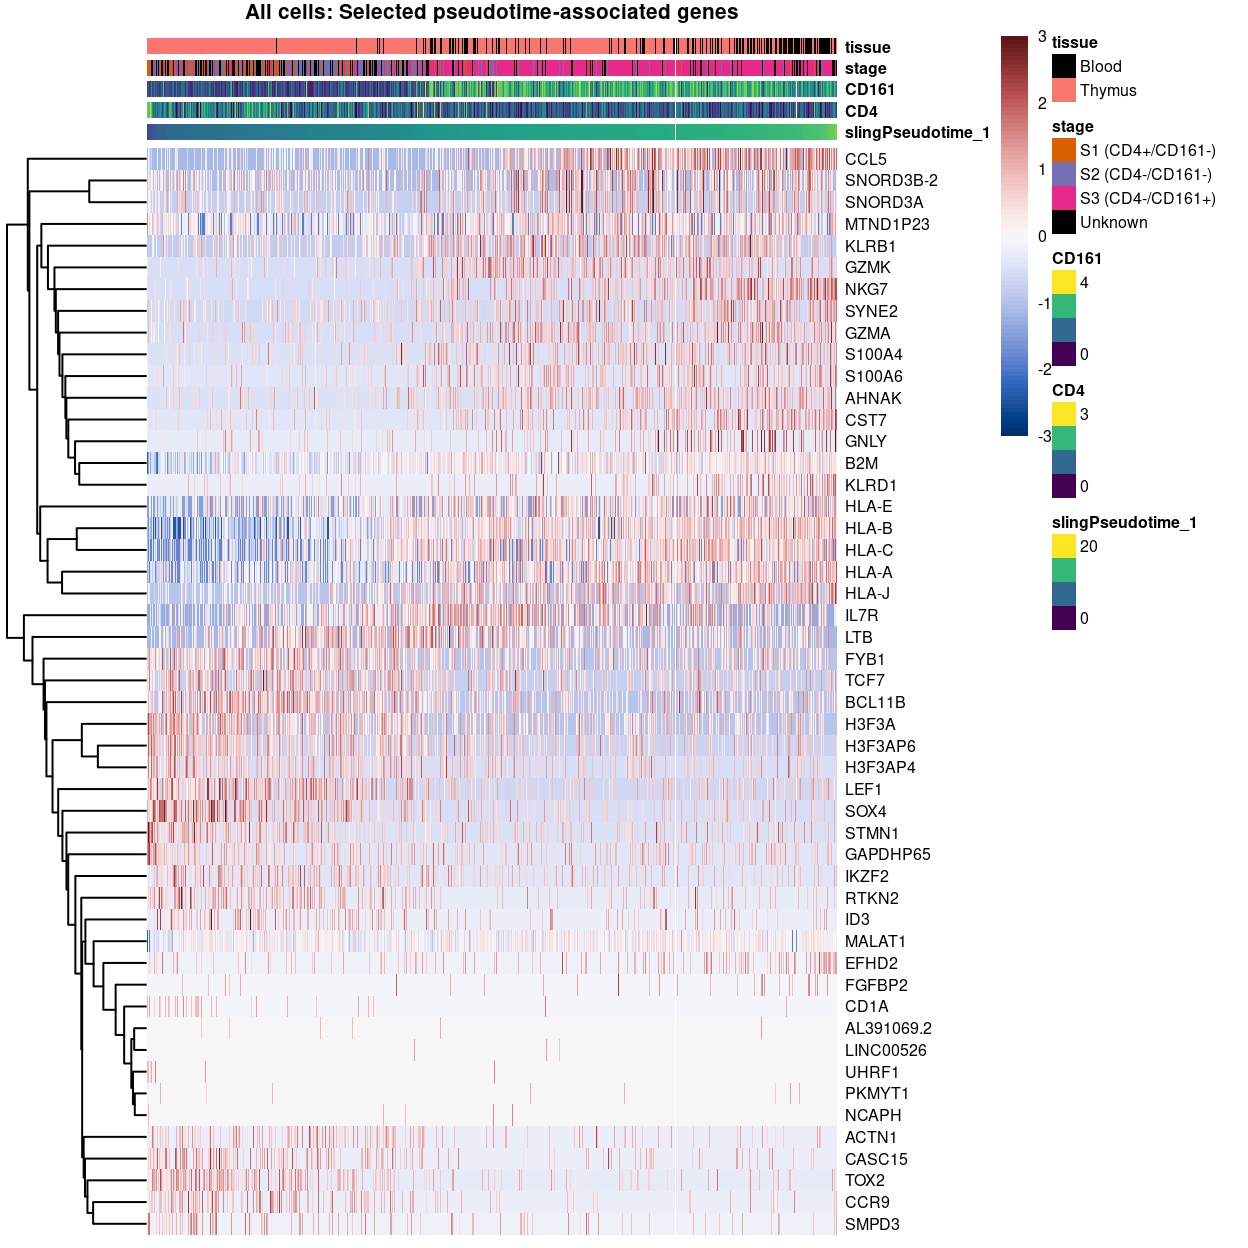 All cells: Selected pseudotime-associated genes
tissue
stage
CD161
CD4
slingPseudotime_1
CCL5
SNORD3B-2
SNORD3A
MTND1P23
KLRB1
GZMK
NKG7
SYNE2
GZMA
S100A4
S100A6
AHNAK
CST7
GNLY
B2M
KLRD1
HLA-E
HLA-B
HLA-C
HLA-A
HLA-J
IL7R
LTB
FYB1
TCF7
BCL11B
H3F3A
H3F3AP6
H3F3AP4
LEF1
SOX4
STMN1
GAPDHP65
IKZF2
RTKN2
ID3
MALAT1
EFHD2
FGFBP2
CD1A
AL391069.2
LINC00526
UHRF1
PKMYT1
NCAPH
ACTN1
CASC15
TOX2
CCR9
SMPD3
3
2
1
0
-1
-2
-3
tissue
Blood
Thymus
stage
S1 (CD4+/CD161-)
S2 (CD4-/CD161-)
S3 (CD4-/CD161+)
Unknown
CD161
4
0
CD4
3
0
slingPseudotime_1
20
0